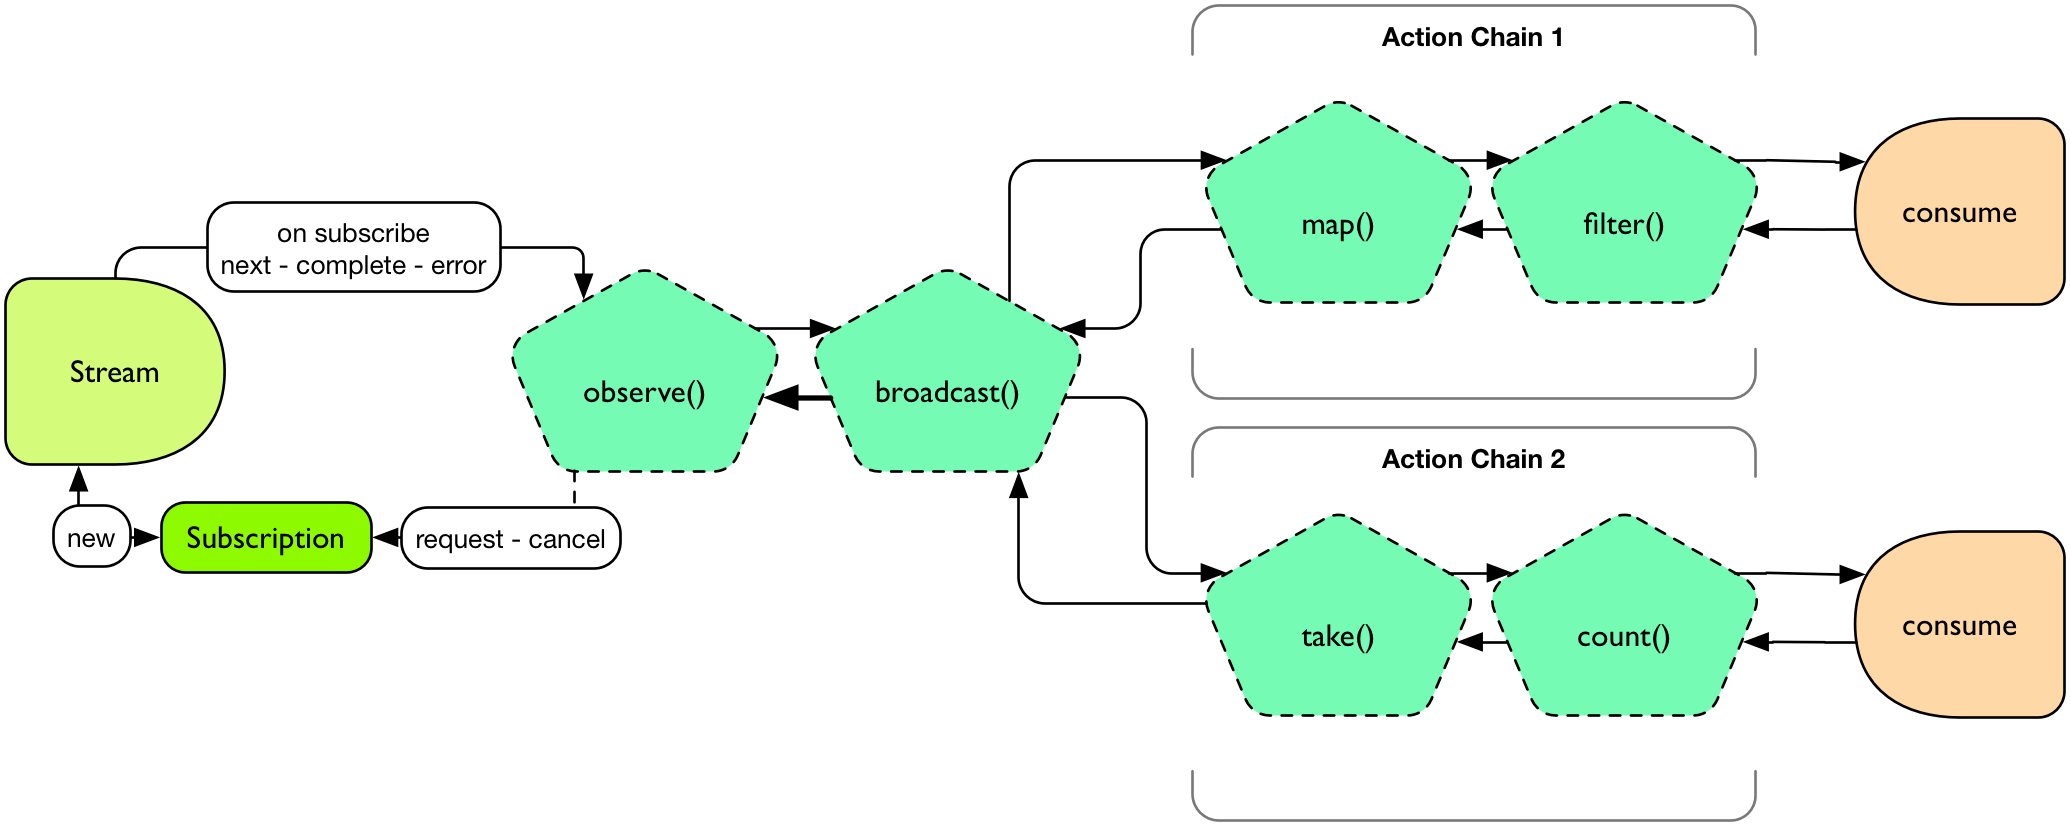 Action Chain 1
map()
filter()
consume
on subscribe
next - complete - error
Stream
observe()
broadcast()
Action Chain 2
new
Subscription
request - cancel
take()
count()
consume